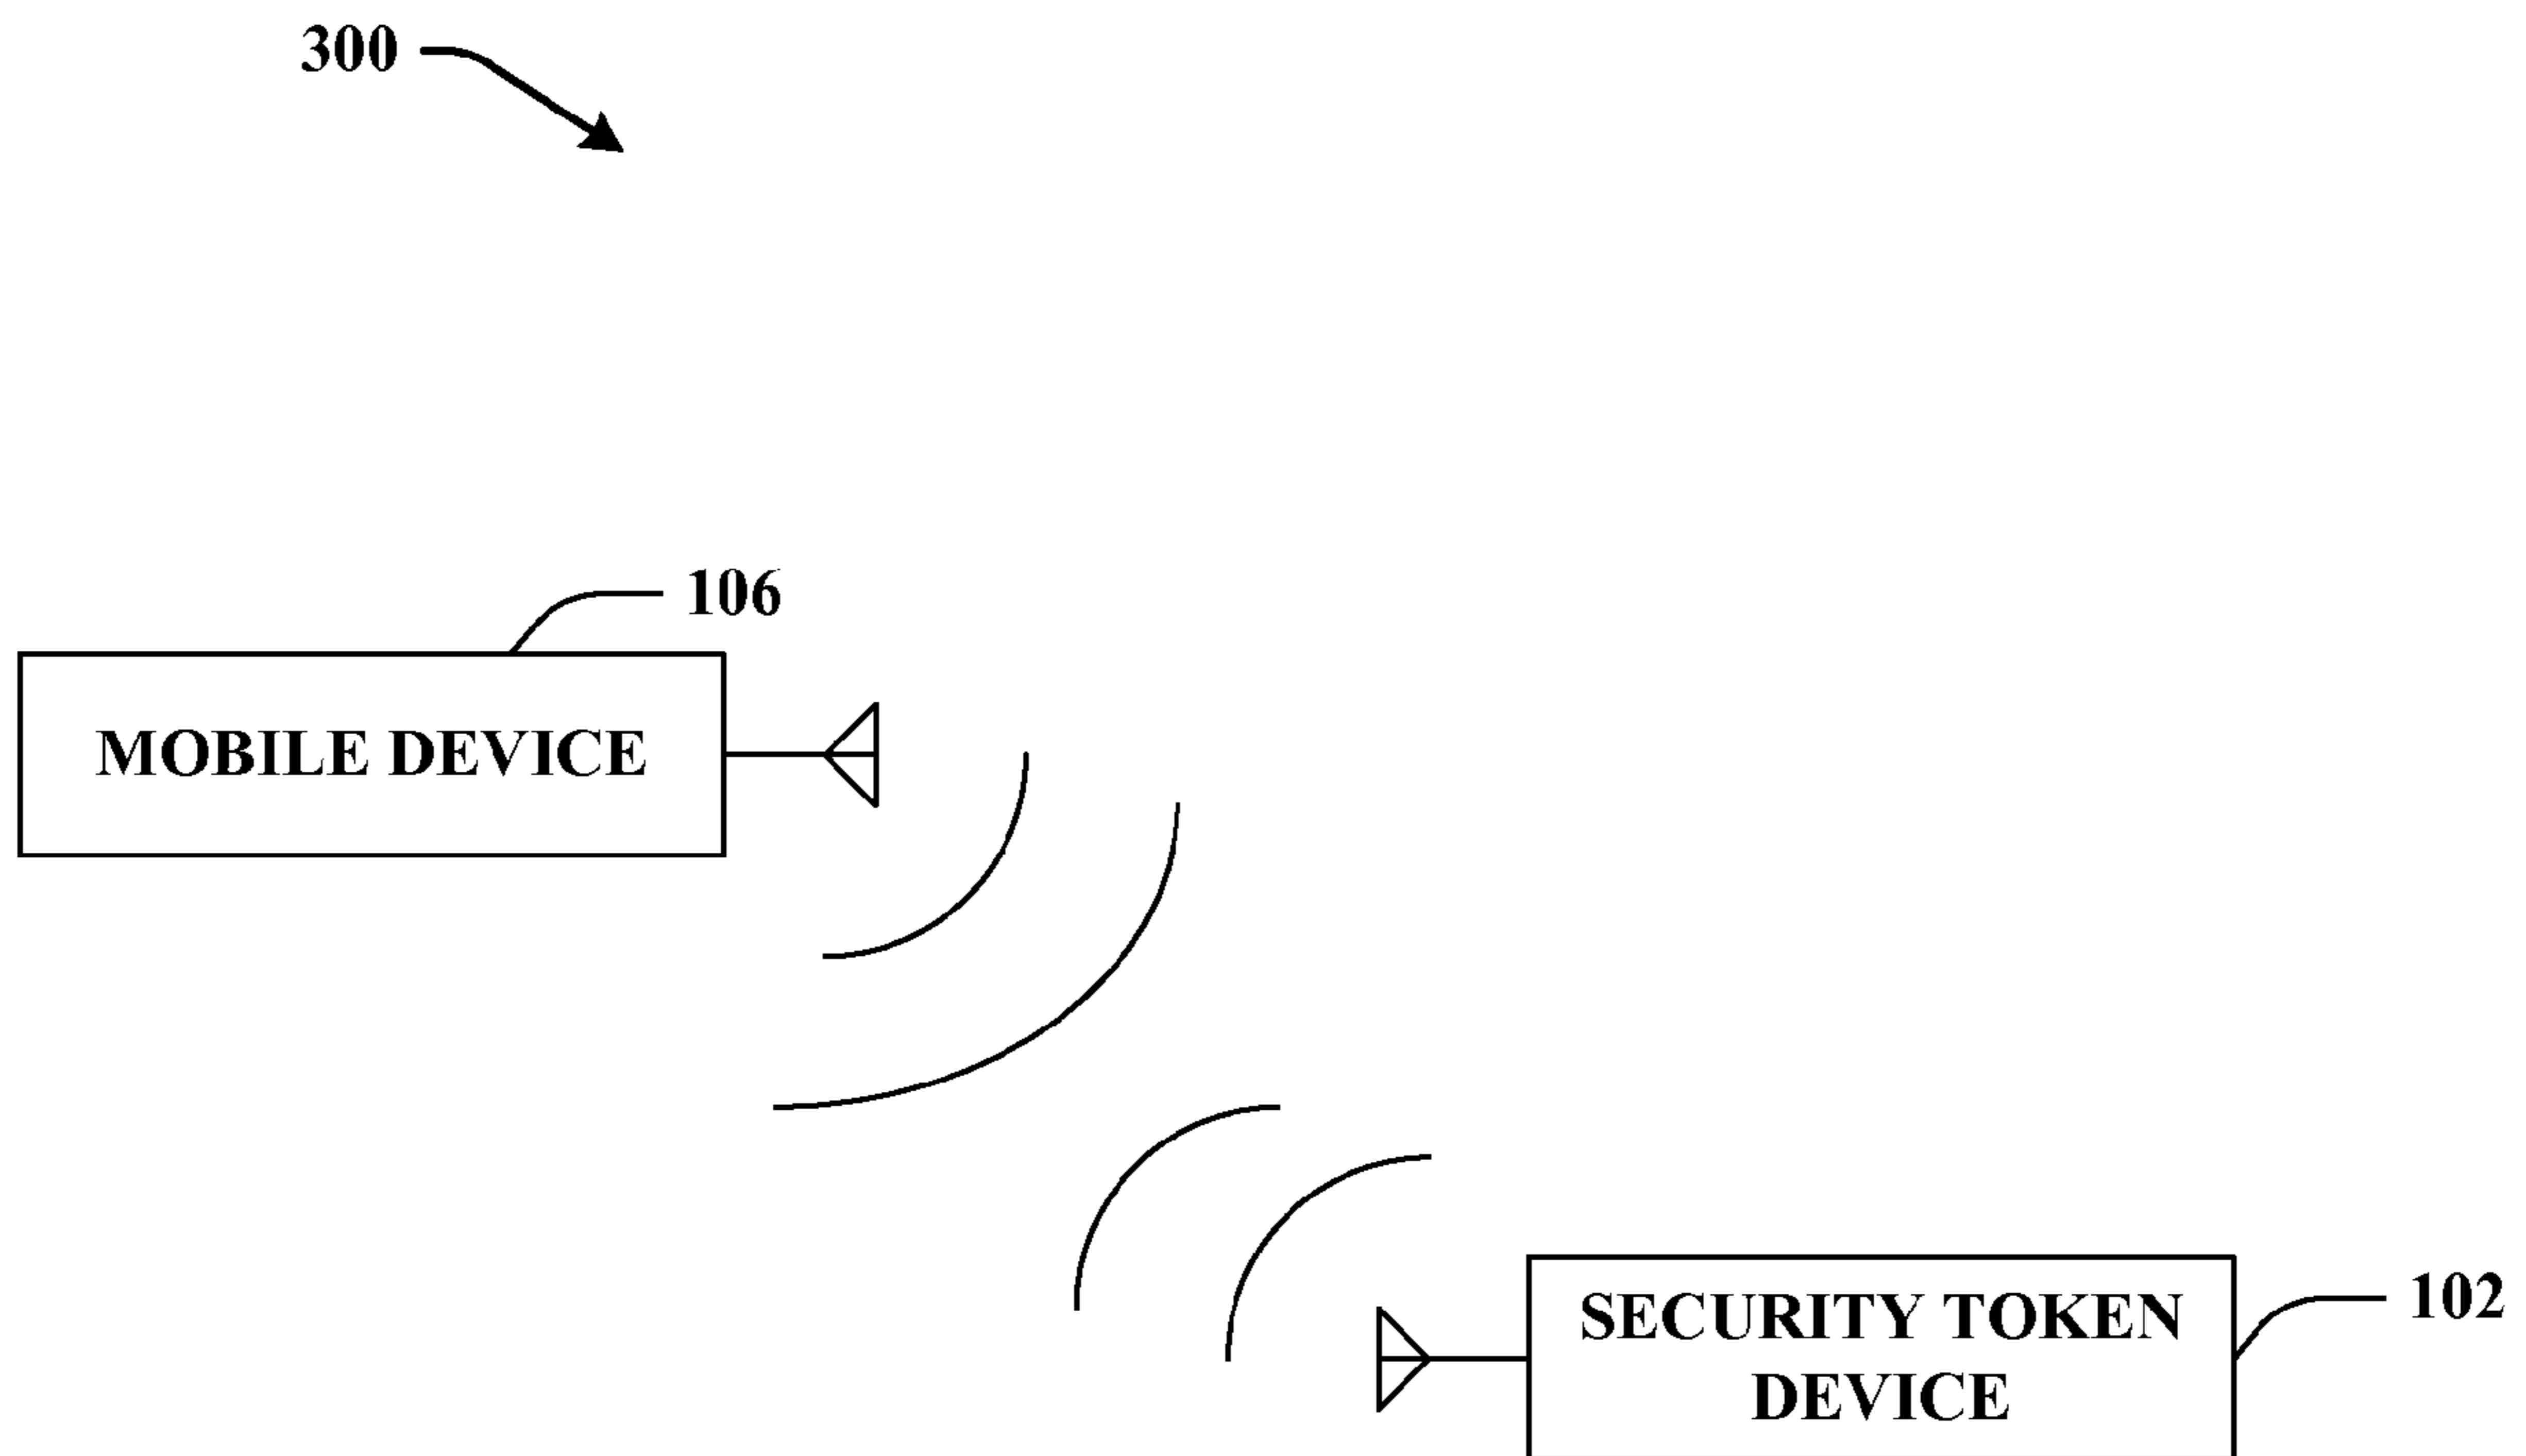 300
106
MOBILE DEVICE
SECURITY TOKEN
DEVICE
102